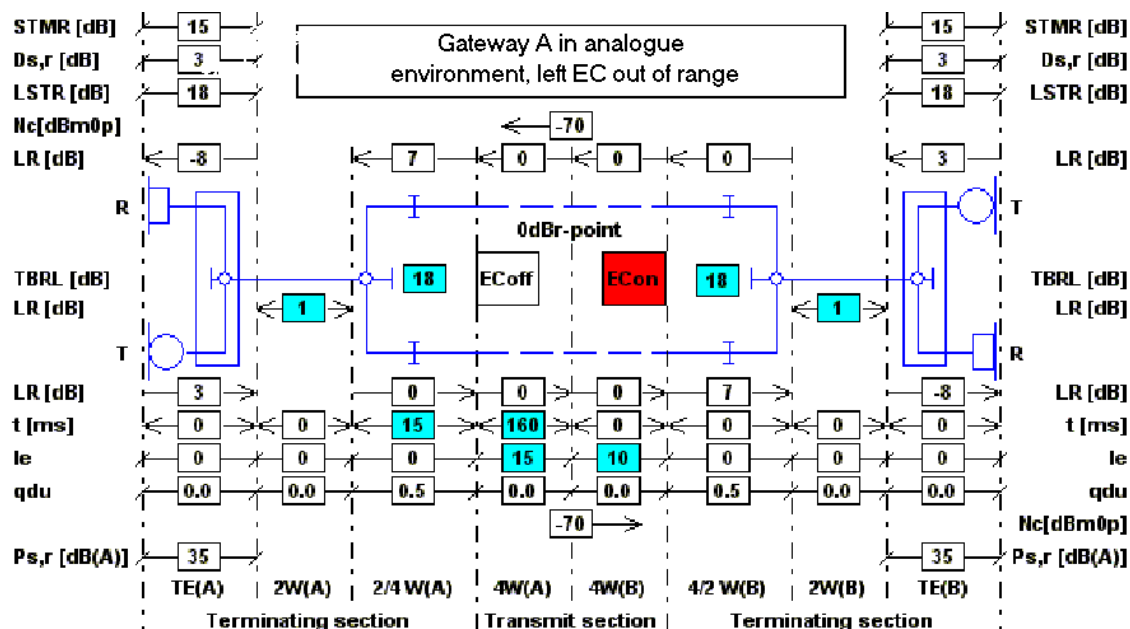 STMR [dB] 15 15 STMR [dB]
Gateway A in analogue
environment, left EC out of range
Ds,r [dB] 3 3 Ds,r [dB]
LSTR [dB] 18 18 LSTR [dB]
Nc[dBm0p] -70
LR [dB] -8 7 0 0 0 3 LR [dB]
R T
0dBr-point
TBRL [dB] 18 ECoff ECon 18 TBRL [dB]
LR [dB] 1 1 LR [dB]
T R
LR [dB] 3 0 0 0 7 -8 LR [dB]
t [ms] 0 0 15 160 0 0 0 0 t [ms]
Ie 0 0 0 15 10 0 0 0 Ie
qdu 0.0 0.0 0.5 0.0 0.0 0.5 0.0 0.0 qdu
-70 Nc[dBm0p]
Ps,r [dB(A)] 35 35 Ps,r [dB(A)]
TE(A) 2W(A) 2/4 W(A) 4W(A) 4W(B) 4/2 W(B) 2W(B) TE(B)
Terminating section Transmit section Terminating section